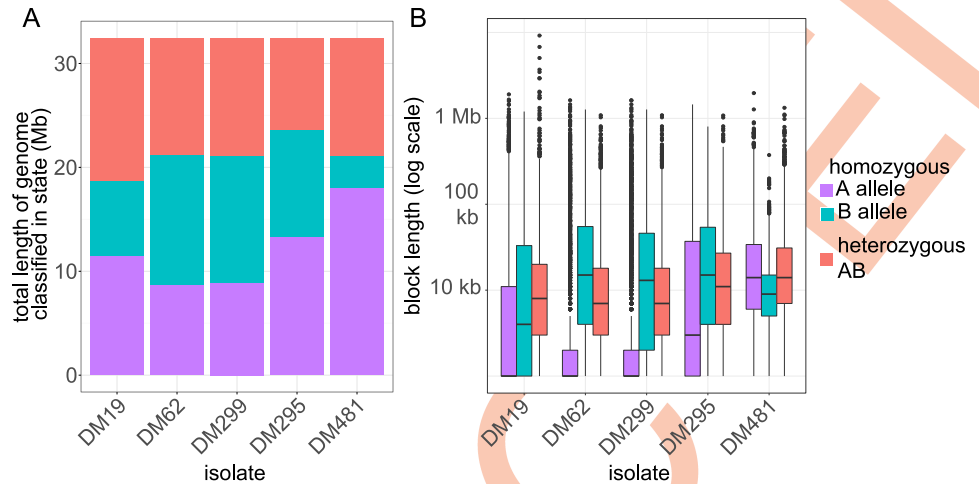 A
total length of genome
classified in state (Mb)
30
20
10
0
DM19
DM62
DM299
DM295
DM481
isolate
B
block length (log scale)
1 Mb
100
kb
10 kb
DM19
DM62
DM299
DM295
DM481
isolate
homozygous
A allele
B allele
heterozygous
AB